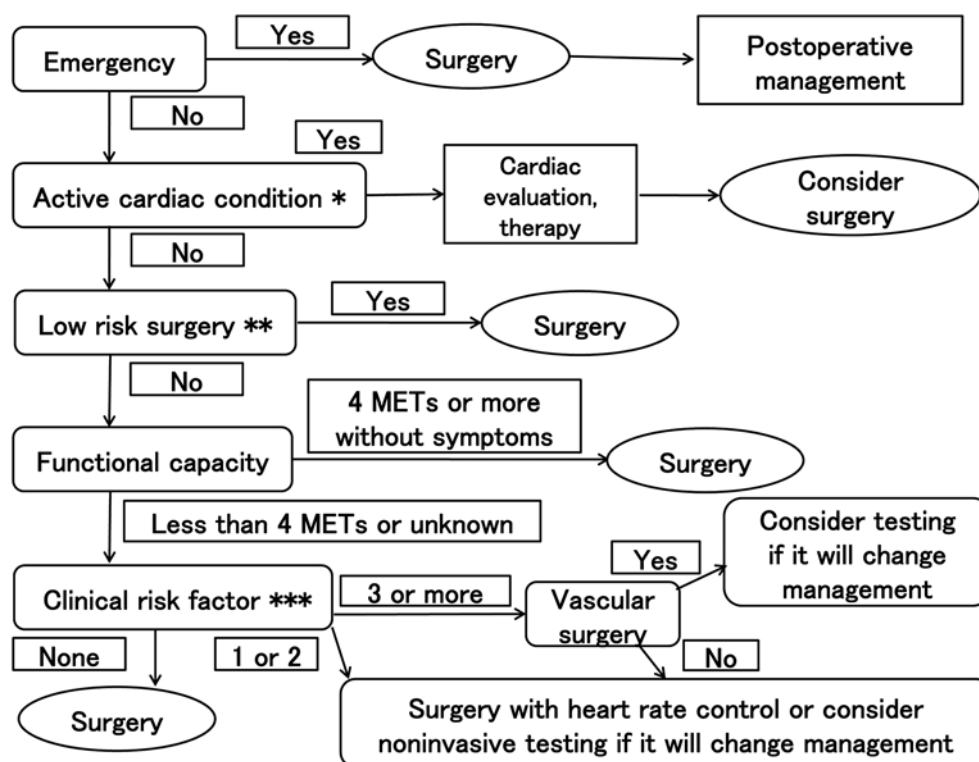 Yes
Emergency
Surgery
Postoperative
management
No
Yes
Active cardiac condition *
Cardiac
evaluation,
therapy
Consider
surgery
No
Yes
Low risk surgery **
Surgery
No
4 METs or more
without symptoms
Functional capacity
Surgery
Less than 4 METs or unknown
Consider testing
if it will change
management
Yes
Clinical risk factor ***
3 or more
Vascular
surgery
None
1 or 2
No
Surgery
Surgery with heart rate control or consider
noninvasive testing if it will change management